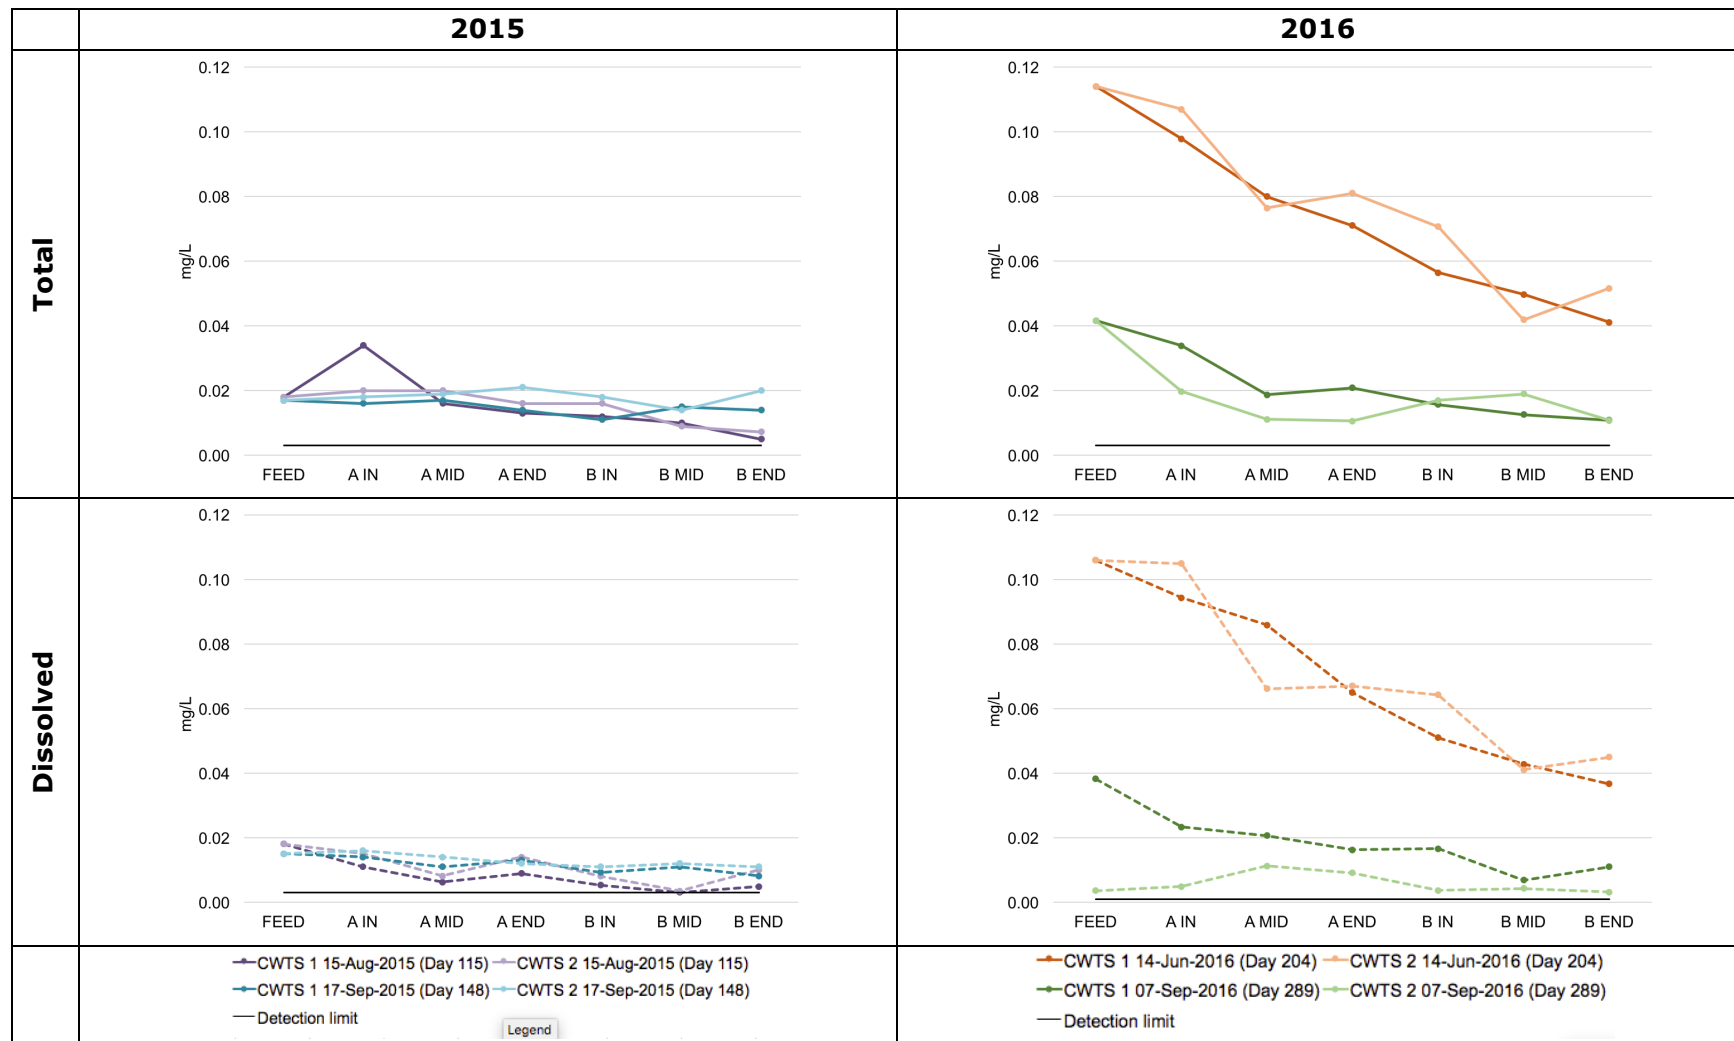 2015
2016
Total
0.12
0.10
0.08
0.06
0.04
0.02
0.00
mg/L
FEED A IN A MID A END B IN B MID B END
0.12
0.10
0.08
0.06
0.04
0.02
0.00
mg/L
FEED A IN A MID A END B IN B MID B END
Dissolved
0.12
0.10
0.08
0.06
0.04
0.02
0.00
mg/L
FEED A IN A MID A END B IN B MID B END
0.12
0.10
0.08
0.06
0.04
0.02
0.00
mg/L
FEED A IN A MID A END B IN B MID B END
CWTS 1 15-Aug-2015 (Day 115) CWTS 2 15-Aug-2015 (Day 115)
CWTS 1 17-Sep-2015 (Day 148) CWTS 2 17-Sep-2015 (Day 148)
Detection limit
Legend
CWTS 1 14-Jun-2016 (Day 204) CWTS 2 14-Jun-2016 (Day 204)
CWTS 1 07-Sep-2016 (Day 289) CWTS 2 07-Sep-2016 (Day 289)
Detection limit